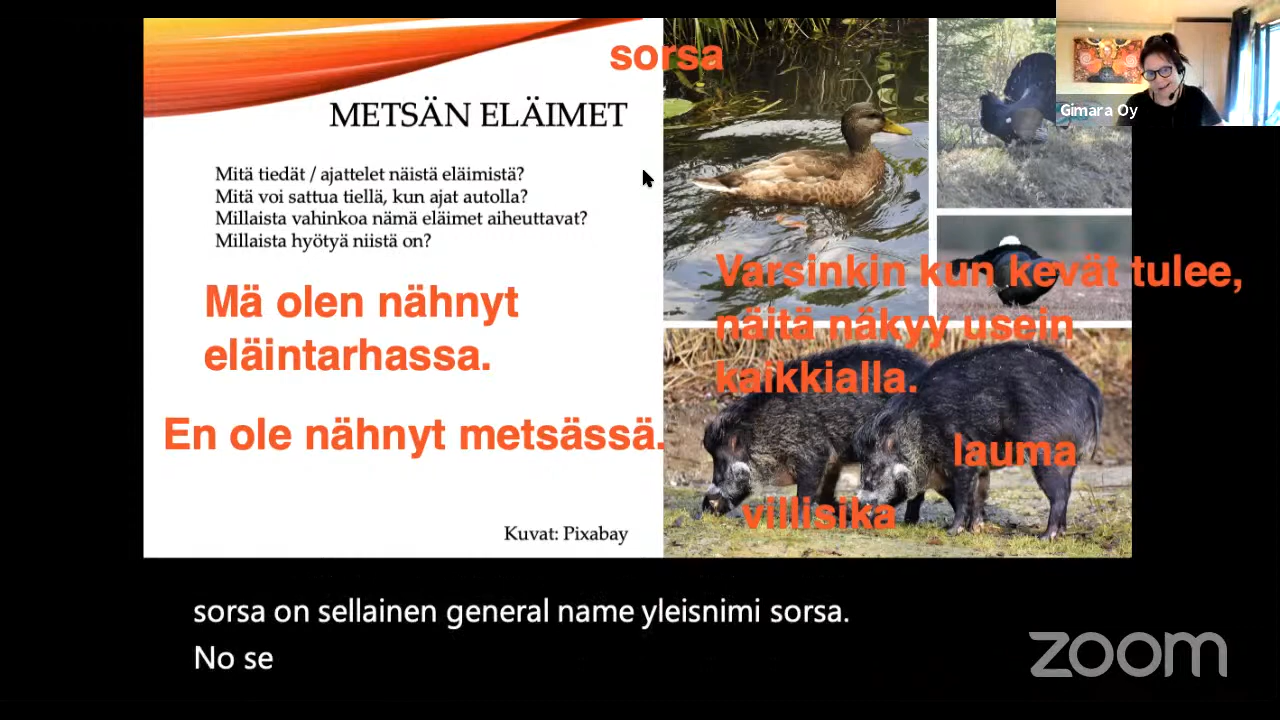 sorsa
Gimara Oy
METSÄN ELÄIMET
Mitä tiedät / ajattelet näistä eläimistä?
Mitä voi sattua tiellä, kun ajat autolla?
Millaista vahinkoa nämä eläimet aiheuttavat?
Millaista hyötyä niistä on?
Varsinkin kun kevät tulee,
näitä näkyy usein
kaikkialla.
Mä olen nähnyt
eläintarhassa.
En ole nähnyt metsässä.
lauma
villisika
Kuvat: Pixabay
sorsa on sellainen general name yleisnimi sorsa.
No se
zoom